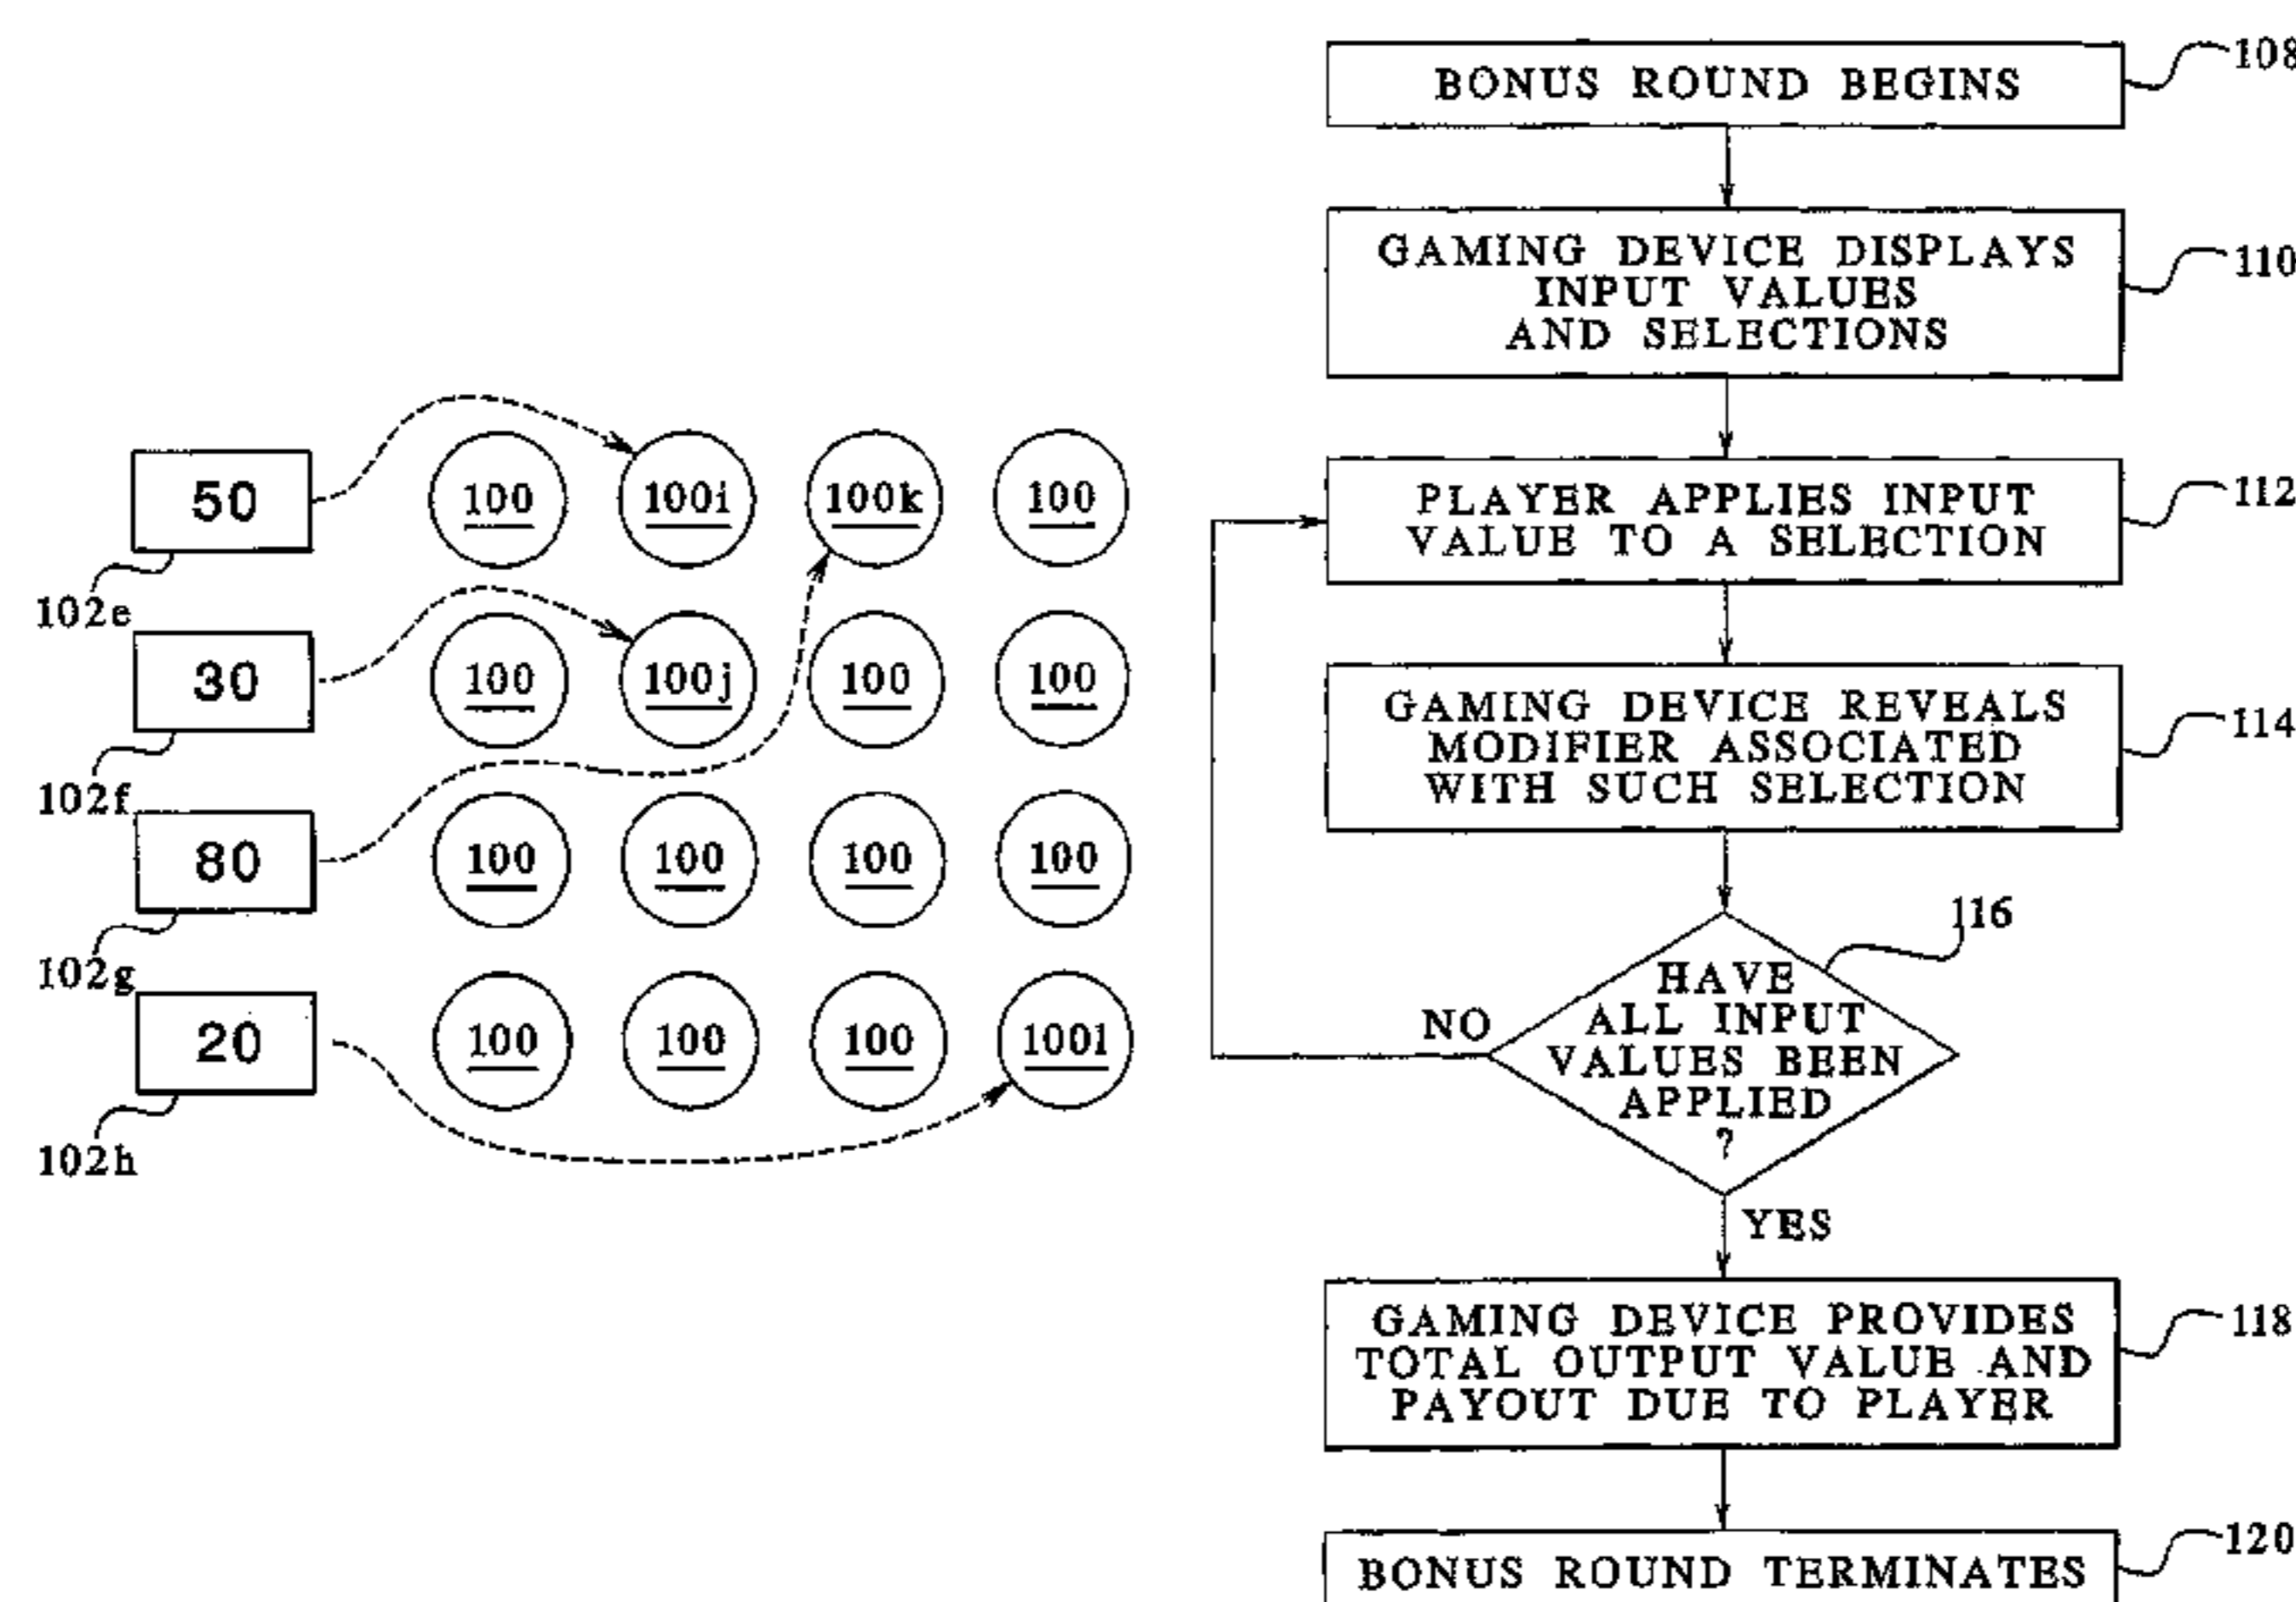 50
100
100i
100k
100
102e
30
100
100j
100
100
102f
80
100
100
100
100
102g
20
100
100
100
100l
102h
BONUS ROUND BEGINS
108
GAMING DEVICE DISPLAYS
INPUT VALUES
AND SELECTIONS
110
PLAYER APPLIES INPUT
VALUE TO A SELECTION
112
GAMING DEVICE REVEALS
MODIFIER ASSOCIATED
WITH SUCH SELECTION
114
116
HAVE
ALL INPUT
VALUES BEEN
APPLIED
?
NO
YES
GAMING DEVICE PROVIDES
TOTAL OUTPUT VALUE AND
PAYOUT DUE TO PLAYER
118
BONUS ROUND TERMINATES
120